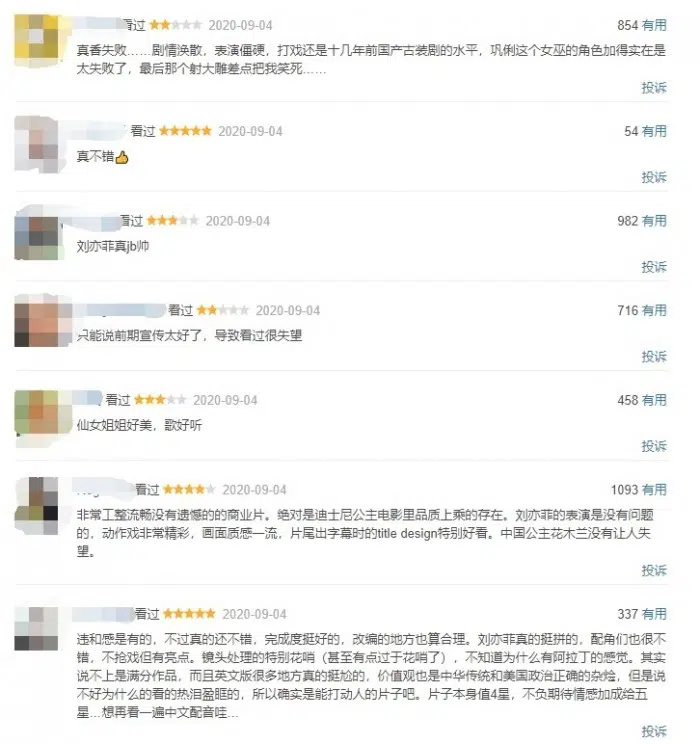 看过 2020-09-04 854 有用
真香失败……剧情涣散，表演僵硬，打戏还是十几年前国产古装剧的水平，巩俐这个女巫的角色加得实在是
太失败了，最后那个射大雕差点把我笑死……
投诉
看过 2020-09-04 54 有用
真不错👍
投诉
看过 2020-09-04 982 有用
刘亦菲真jb帅
投诉
看过 2020-09-04 716 有用
只能说前期宣传太好了，导致看过很失望
投诉
看过 2020-09-04 458 有用
仙女姐姐好美，歌好听
投诉
看过 2020-09-04 1093 有用
非常工整流畅没有遗憾的的商业片。绝对是迪士尼公主电影里品质上乘的存在。刘亦菲的表演是没有问题
的，动作戏非常精彩，画面质感一流，片尾出字幕时的title design特别好看。中国公主花木兰没有让人失
望。
投诉
看过 2020-09-04 337 有用
违和感是有的，不过真的还不错，完成度挺好的，改编的地方也算合理。刘亦菲真的挺拼的，配角们也很不
错，不抢戏但有亮点。镜头处理的特别花哨（甚至有点过于花哨了），不知道为什么有阿拉丁的感觉。其实
说不上是满分作品，而且英文版很多地方真的挺尬的，价值观也是中华传统和美国政治正确的杂烩，但是说
不好为什么的看的热泪盈眶的，所以确实是能打动人的片子吧。片子本身值4星，不负期待情感加成给五
星…想再看一遍中文配音哇…
投诉